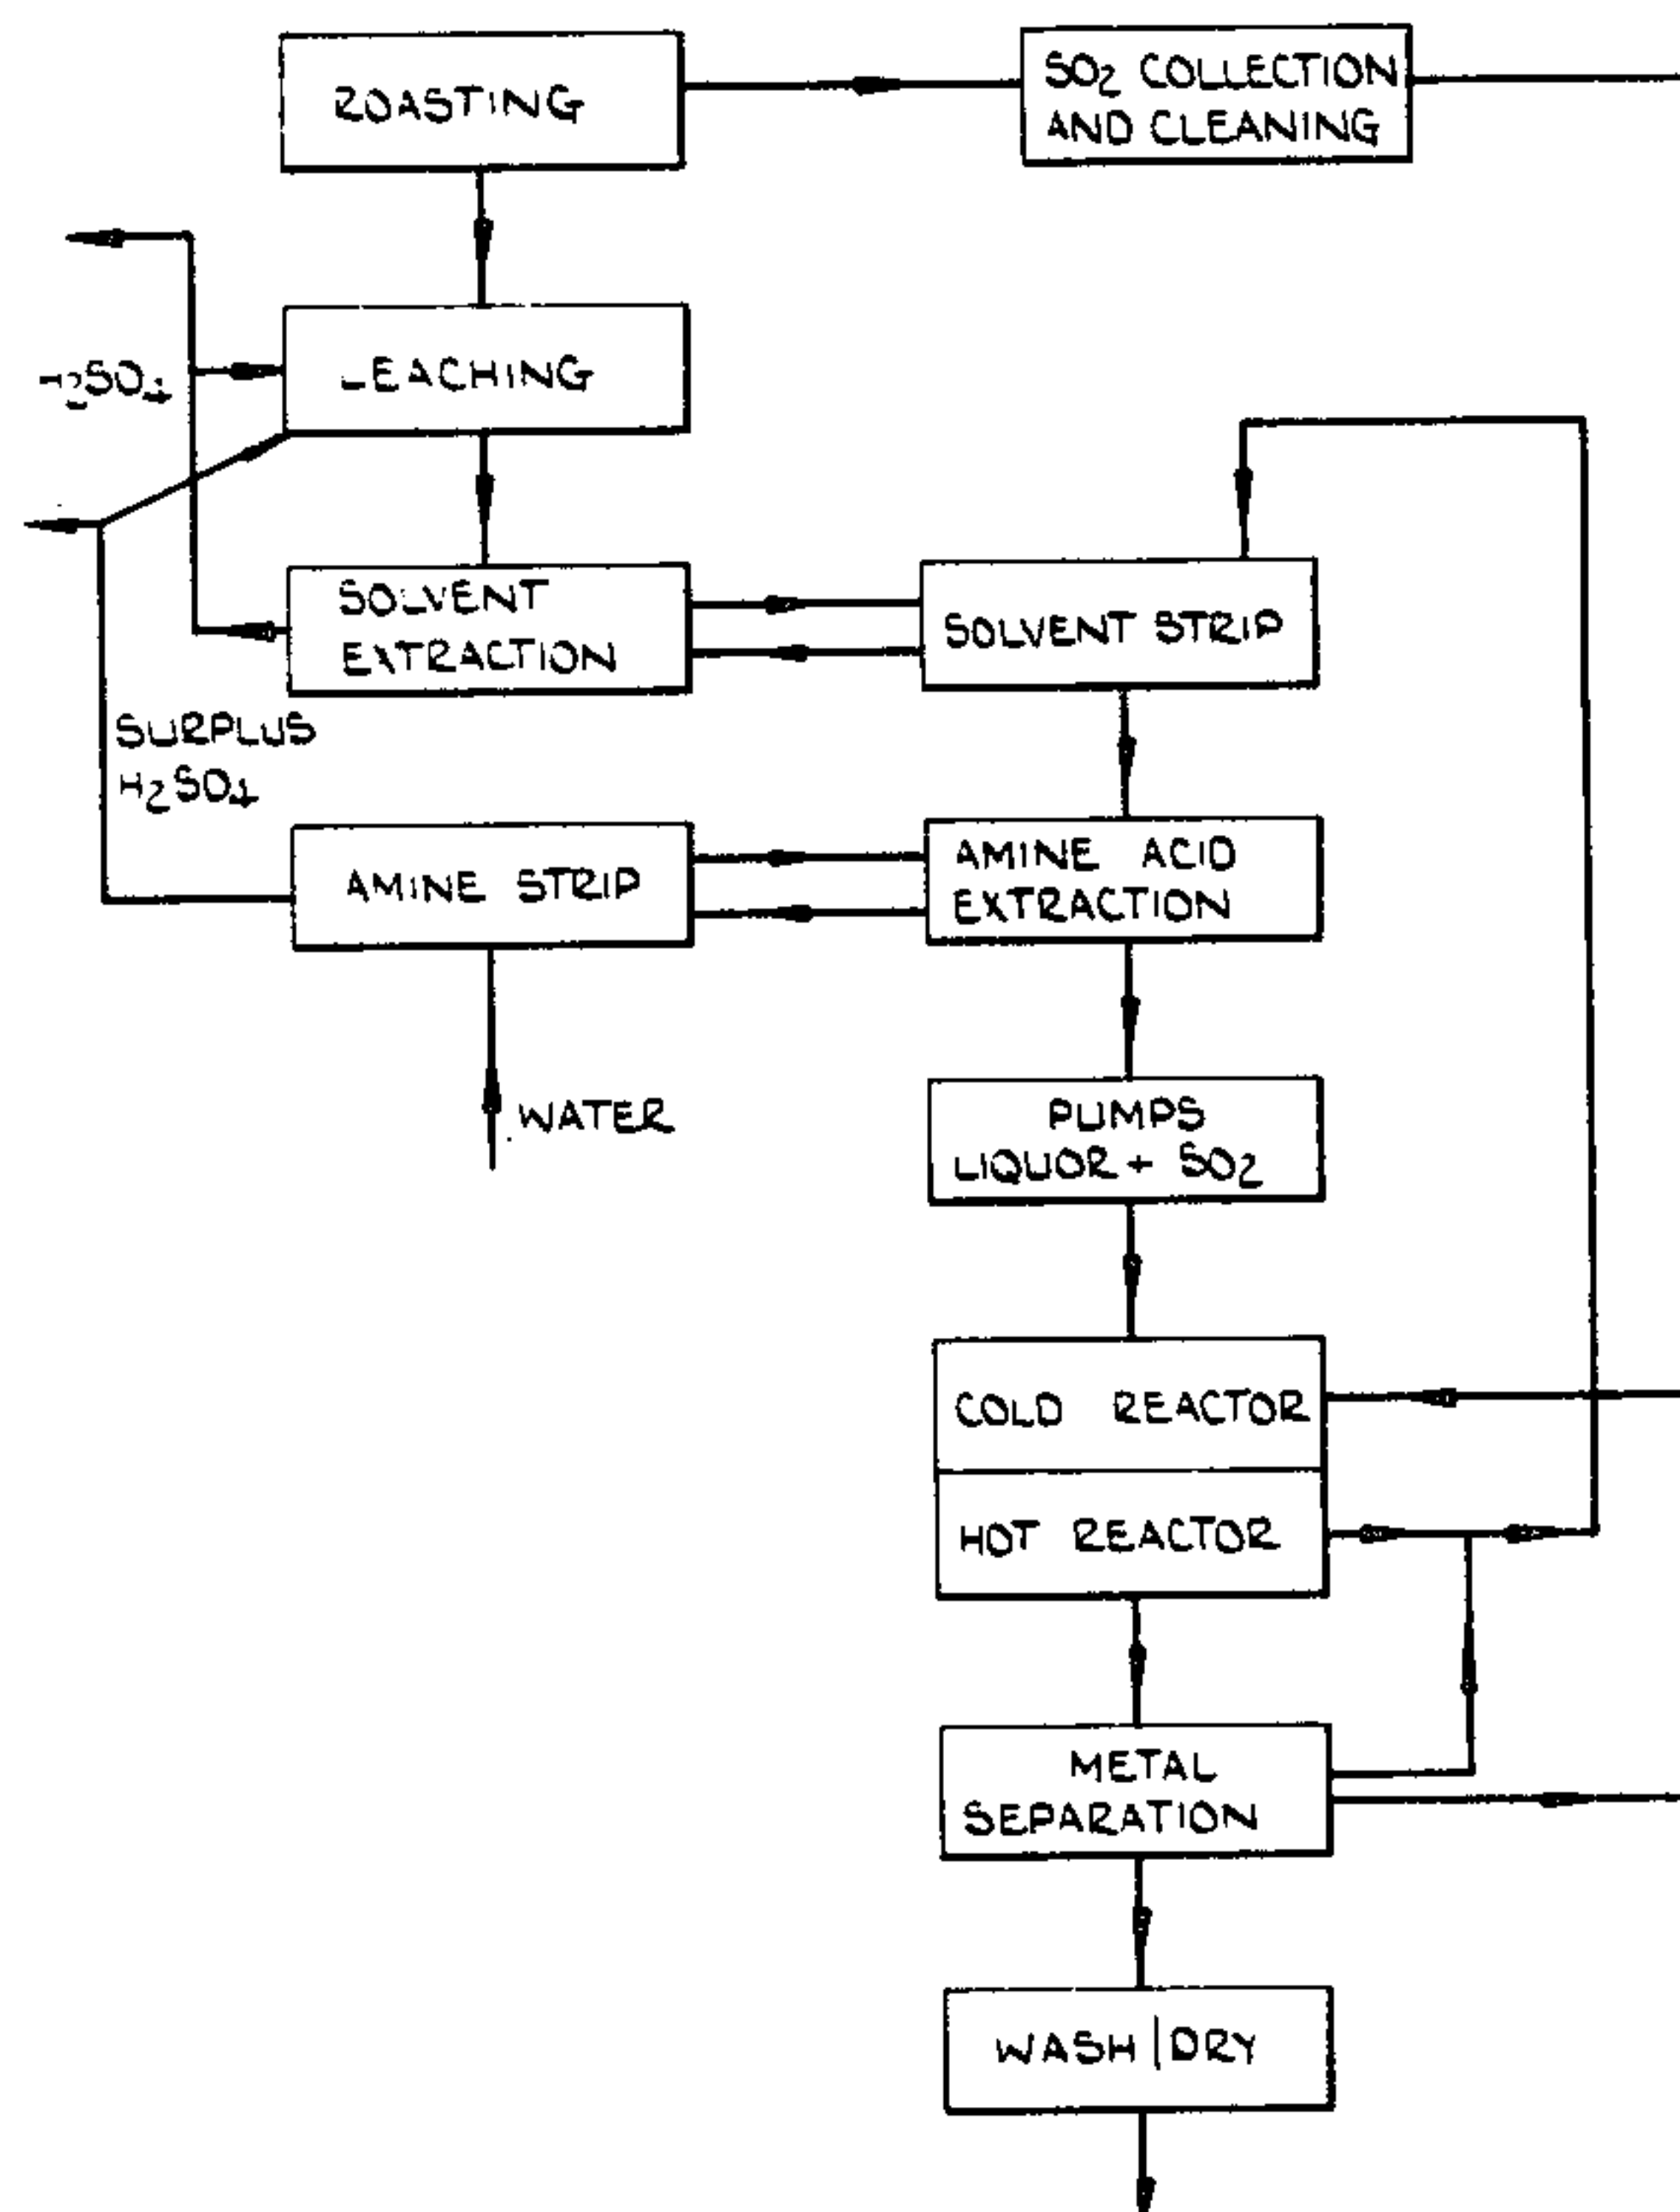 ROASTING
SO2 COLLECTION
AND CLEANING
LEACHING
H2SO4
SOLVENT
EXTRACTION
SOLVENT STRIP
SURPLUS
H2SO4
AMINE STRIP
AMINE ACID
EXTRACTION
WATER
PUMPS
LIQUOR + SO2
COLD REACTOR
HOT REACTOR
METAL
SEPARATION
WASH | DRY